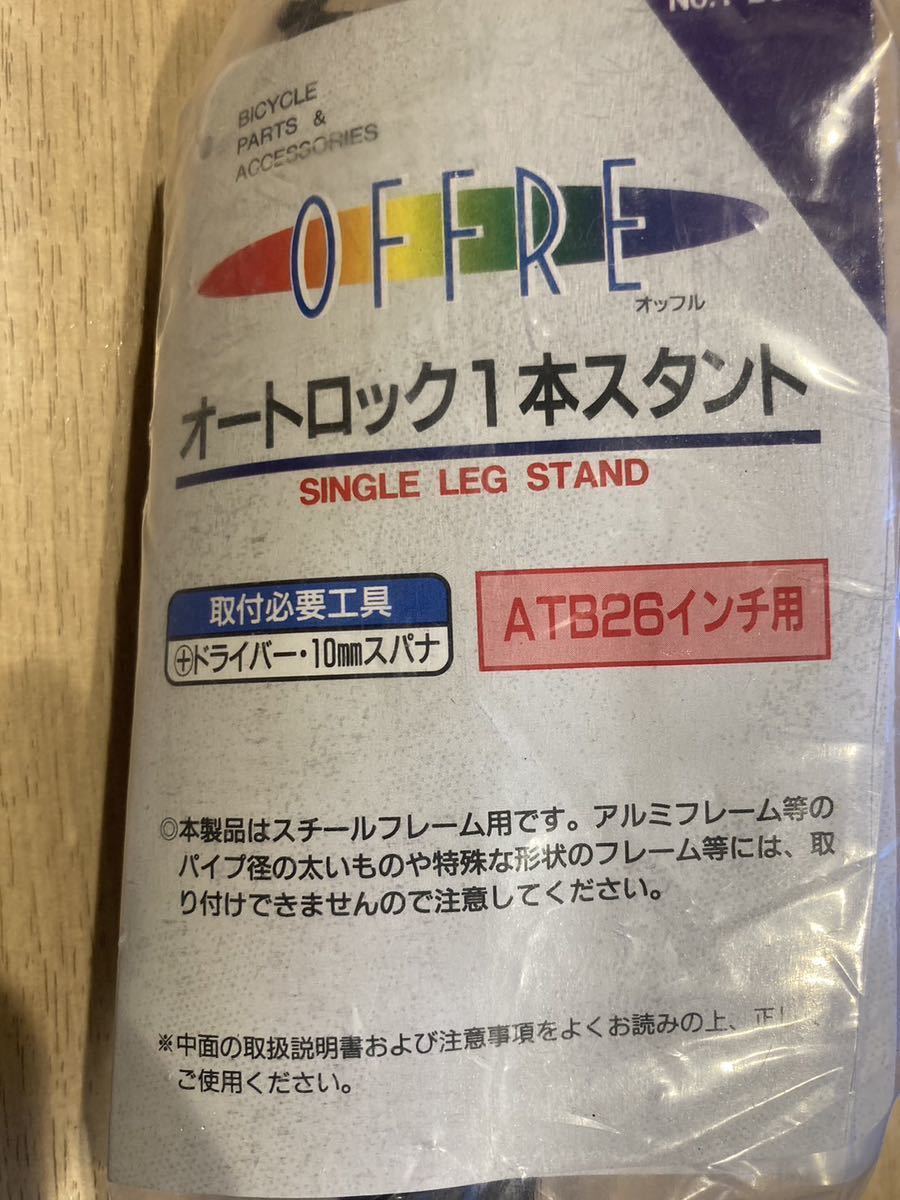 BICYCLE
PARTS &
ACCESSORIES
OFFRE
オッフル
オートロック1本スタント
SINGLE LEG STAND
取付必要工具
⊕ドライバー・10mmスパナ
ATB26インチ用
◎本製品はスチールフレーム用です。アルミフレーム等の
パイプ径の太いものや特殊な形状のフレーム等には、取
り付けできませんので注意してください。
※中面の取扱説明書および注意事項をよくお読みの上、正し
ご使用ください。